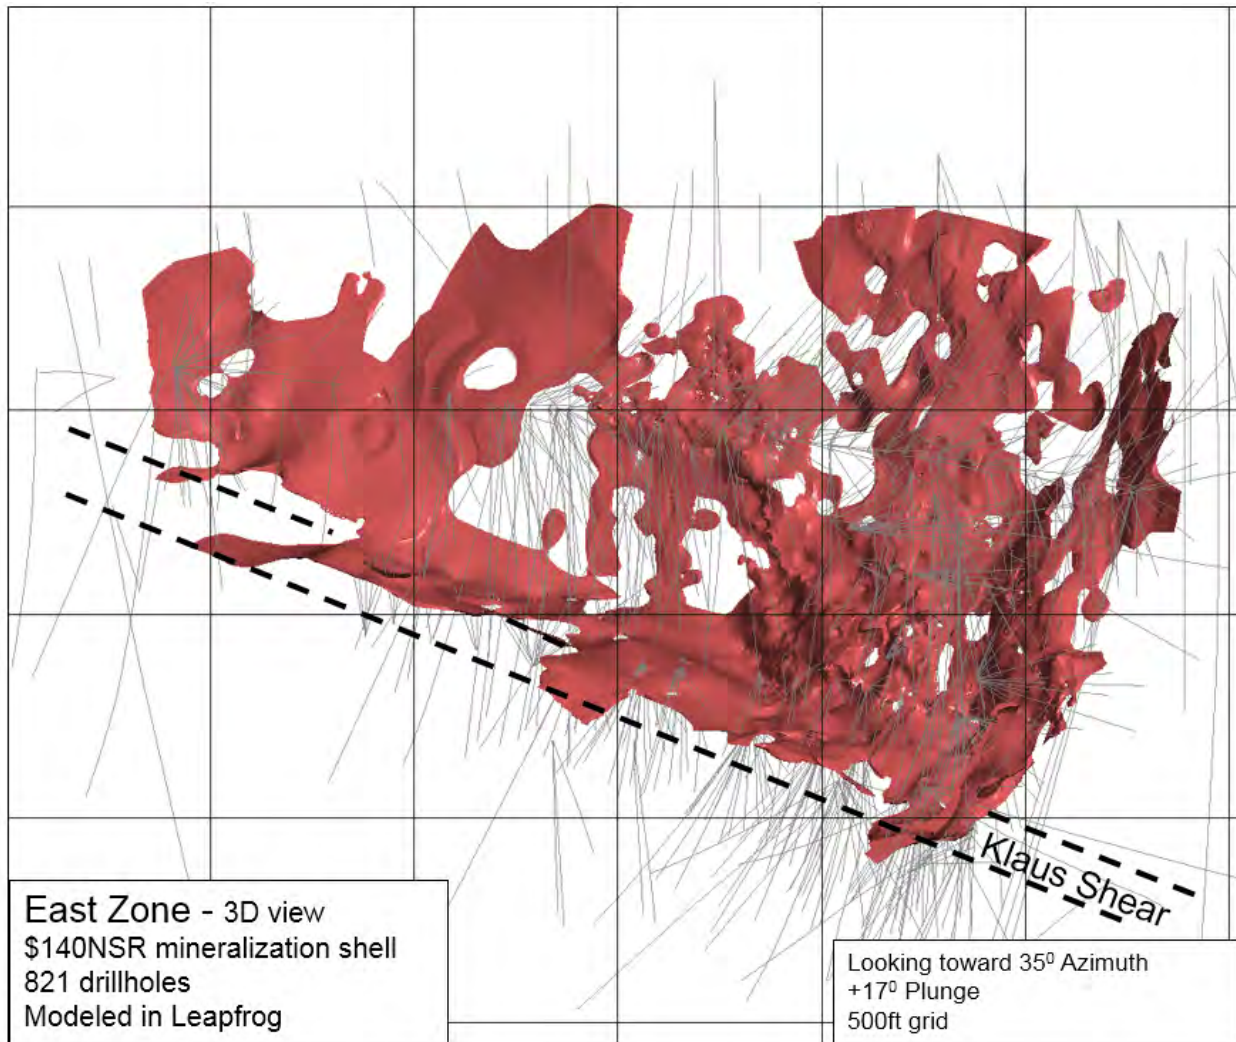 Klaus Shear
East Zone - 3D view
$140NSR mineralization shell
821 drillholes
Modeled in Leapfrog
Looking toward 35⁰ Azimuth
+17⁰ Plunge
500ft grid